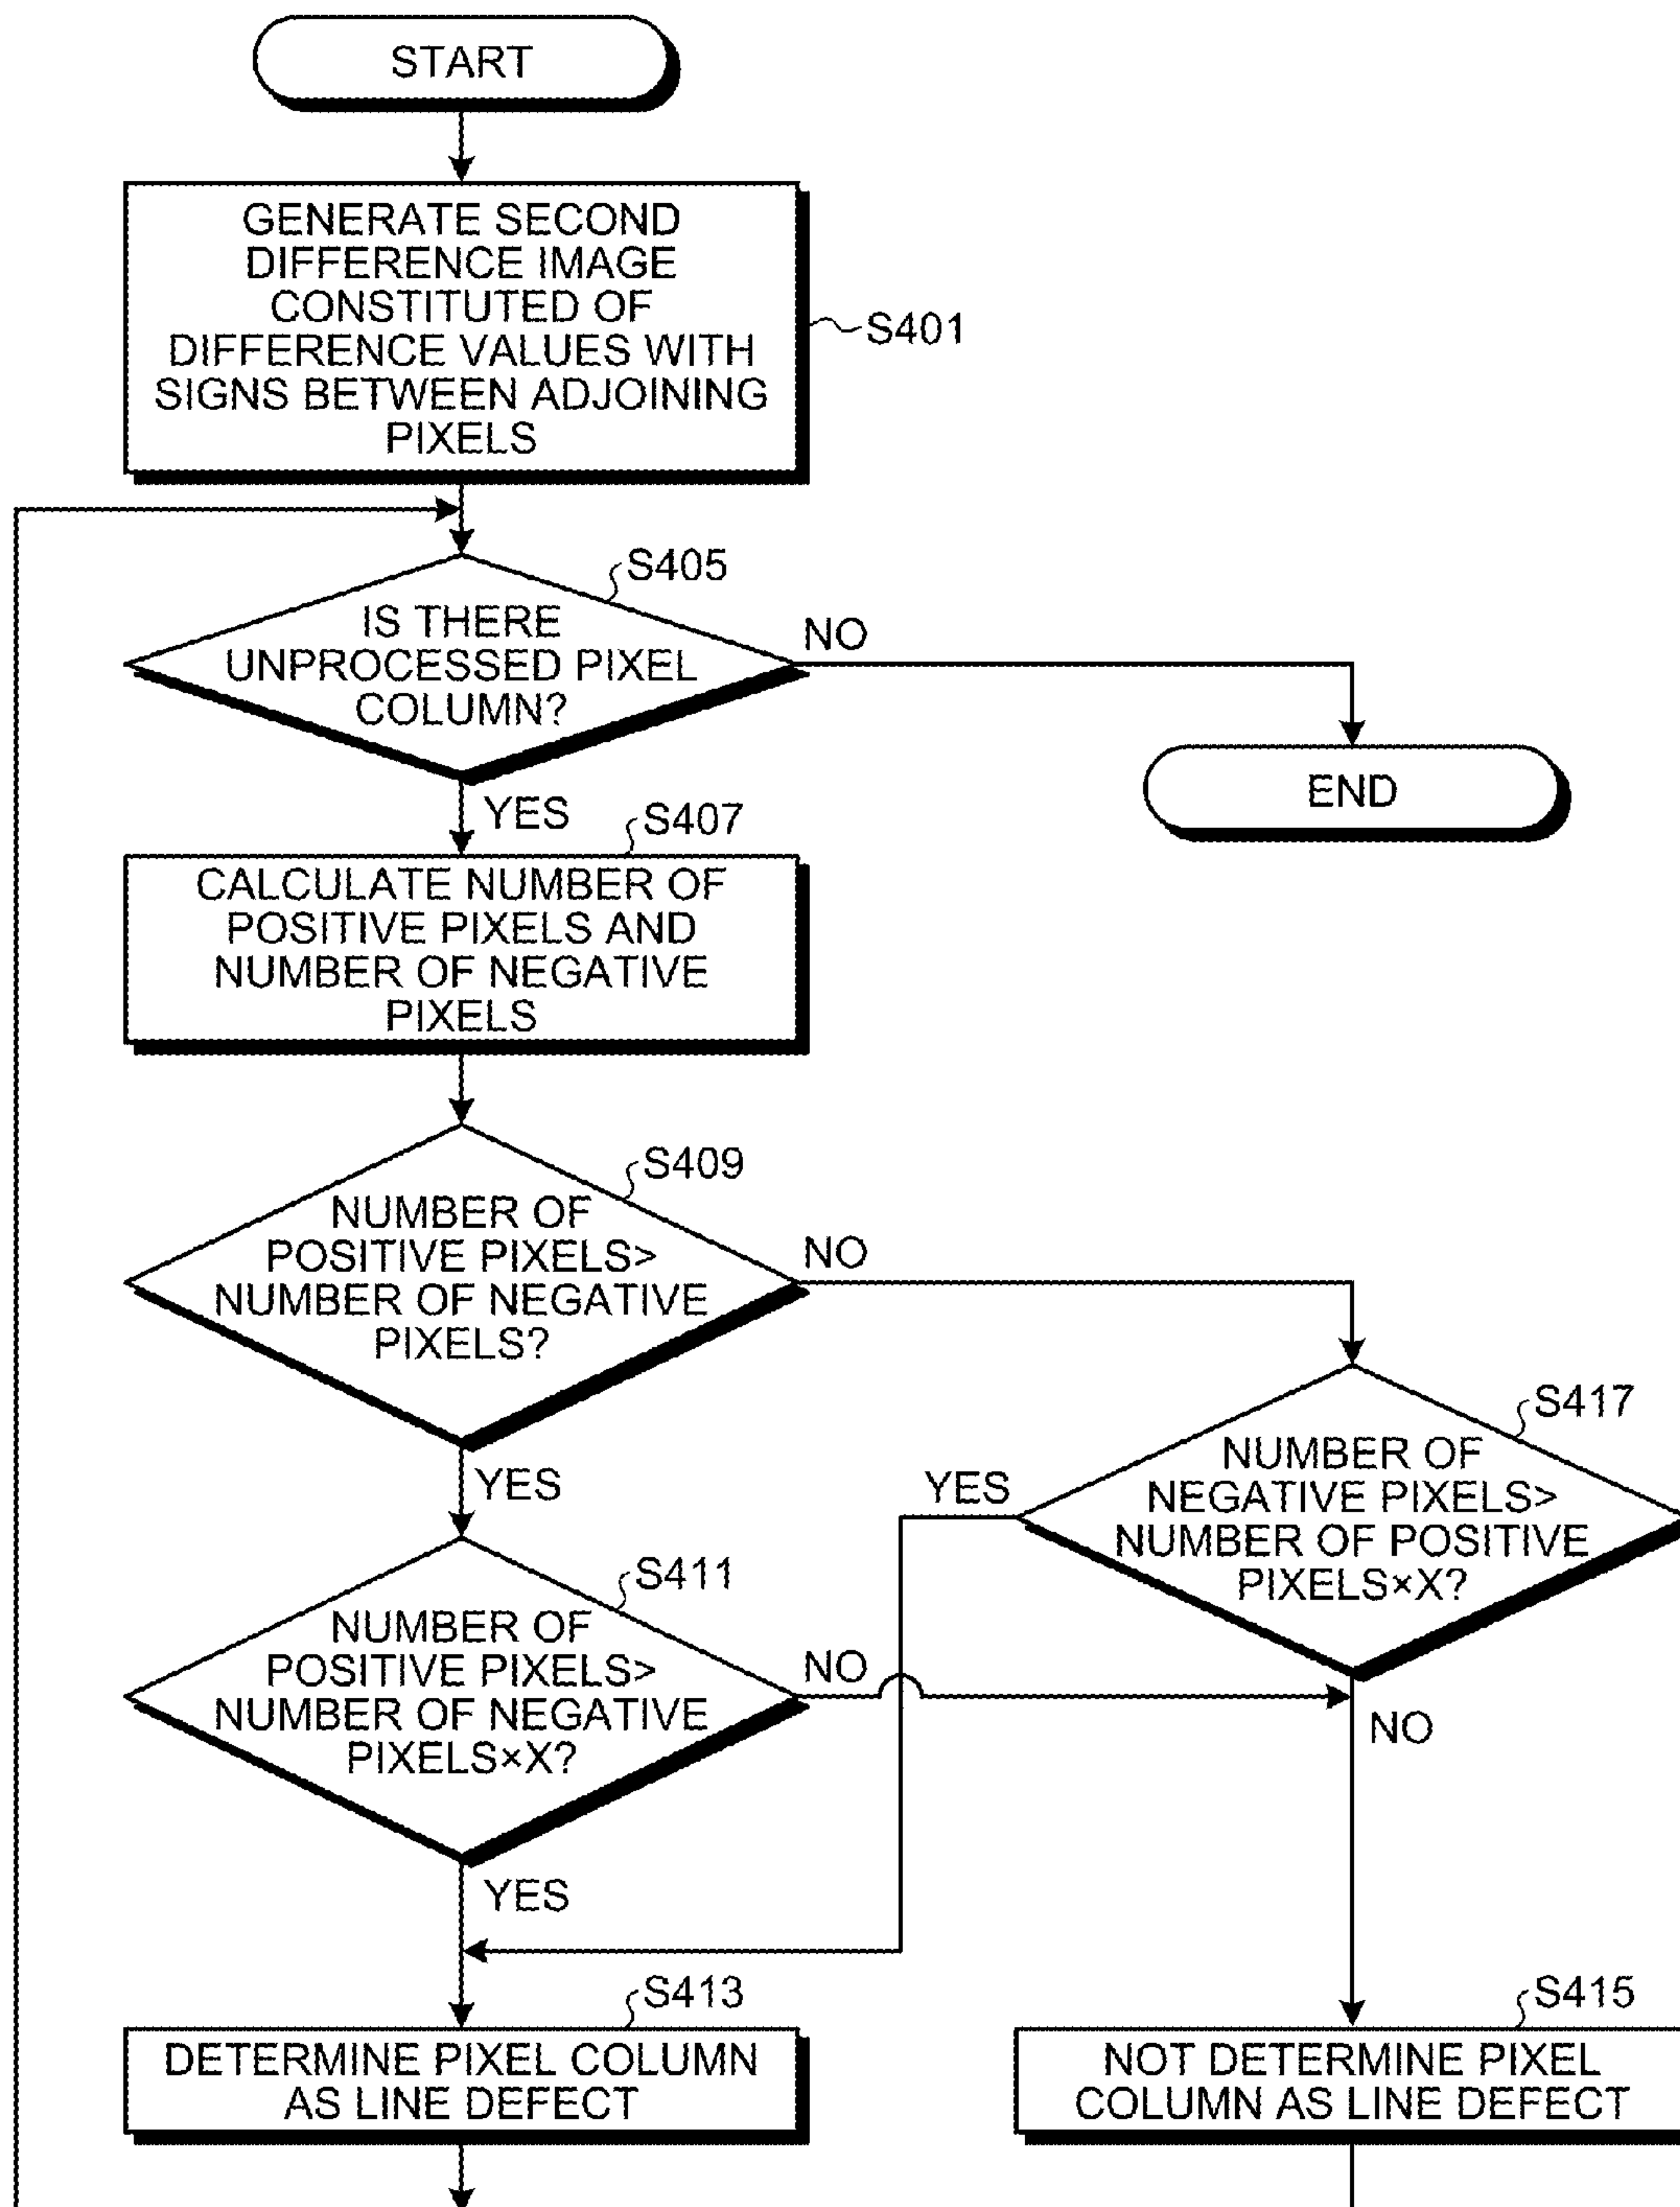 START
GENERATE SECOND
DIFFERENCE IMAGE
CONSTITUTED OF
DIFFERENCE VALUES WITH
SIGNS BETWEEN ADJOINING
PIXELS
S401
S405
IS THERE
UNPROCESSED PIXEL
COLUMN?
NO
END
YES
S407
CALCULATE NUMBER OF
POSITIVE PIXELS AND
NUMBER OF NEGATIVE
PIXELS
S409
NUMBER OF
POSITIVE PIXELS>
NUMBER OF NEGATIVE
PIXELS?
NO
YES
S417
NUMBER OF
NEGATIVE PIXELS>
NUMBER OF POSITIVE
PIXELS×X?
YES
NO
S411
NUMBER OF
POSITIVE PIXELS>
NUMBER OF NEGATIVE
PIXELS×X?
NO
YES
S413
DETERMINE PIXEL COLUMN
AS LINE DEFECT
S415
NOT DETERMINE PIXEL
COLUMN AS LINE DEFECT